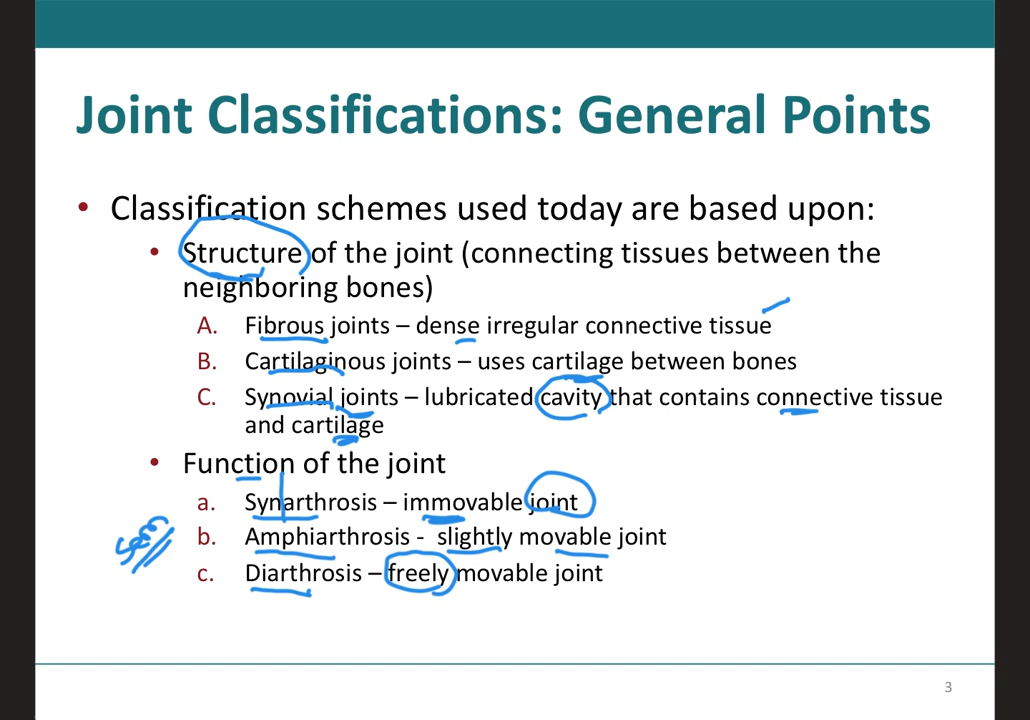 Joint Classifications: General Points
• Classification schemes used today are based upon:
• Structure of the joint (connecting tissues between the
neighboring bones)
A. Fibrous joints – dense irregular connective tissue
B. Cartilaginous joints – uses cartilage between bones
C. Synovial joints – lubricated cavity that contains connective tissue
and cartilage
• Function of the joint
a. Synarthrosis – immovable joint
b. Amphiarthrosis - slightly movable joint
c. Diarthrosis – freely movable joint
3